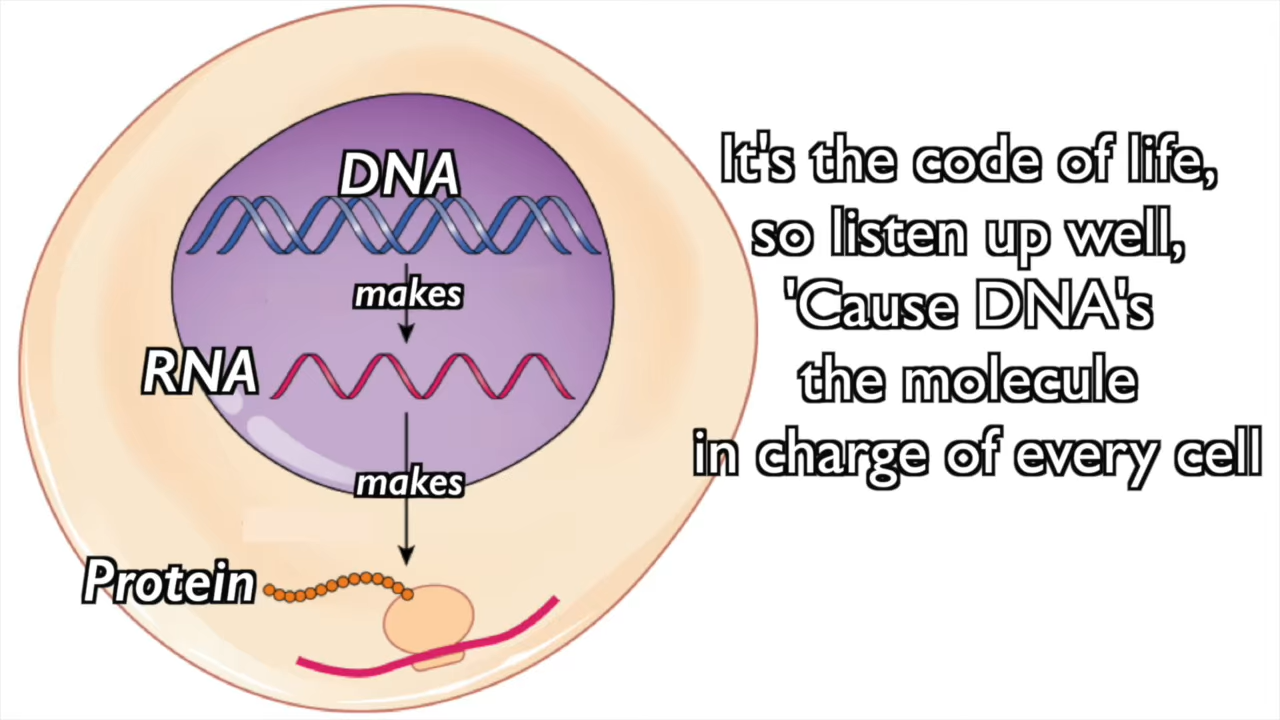 DNA
makes
RNA
makes
Protein
It's the code of life,
so listen up well,
'Cause DNA's
the molecule
in charge of every cell